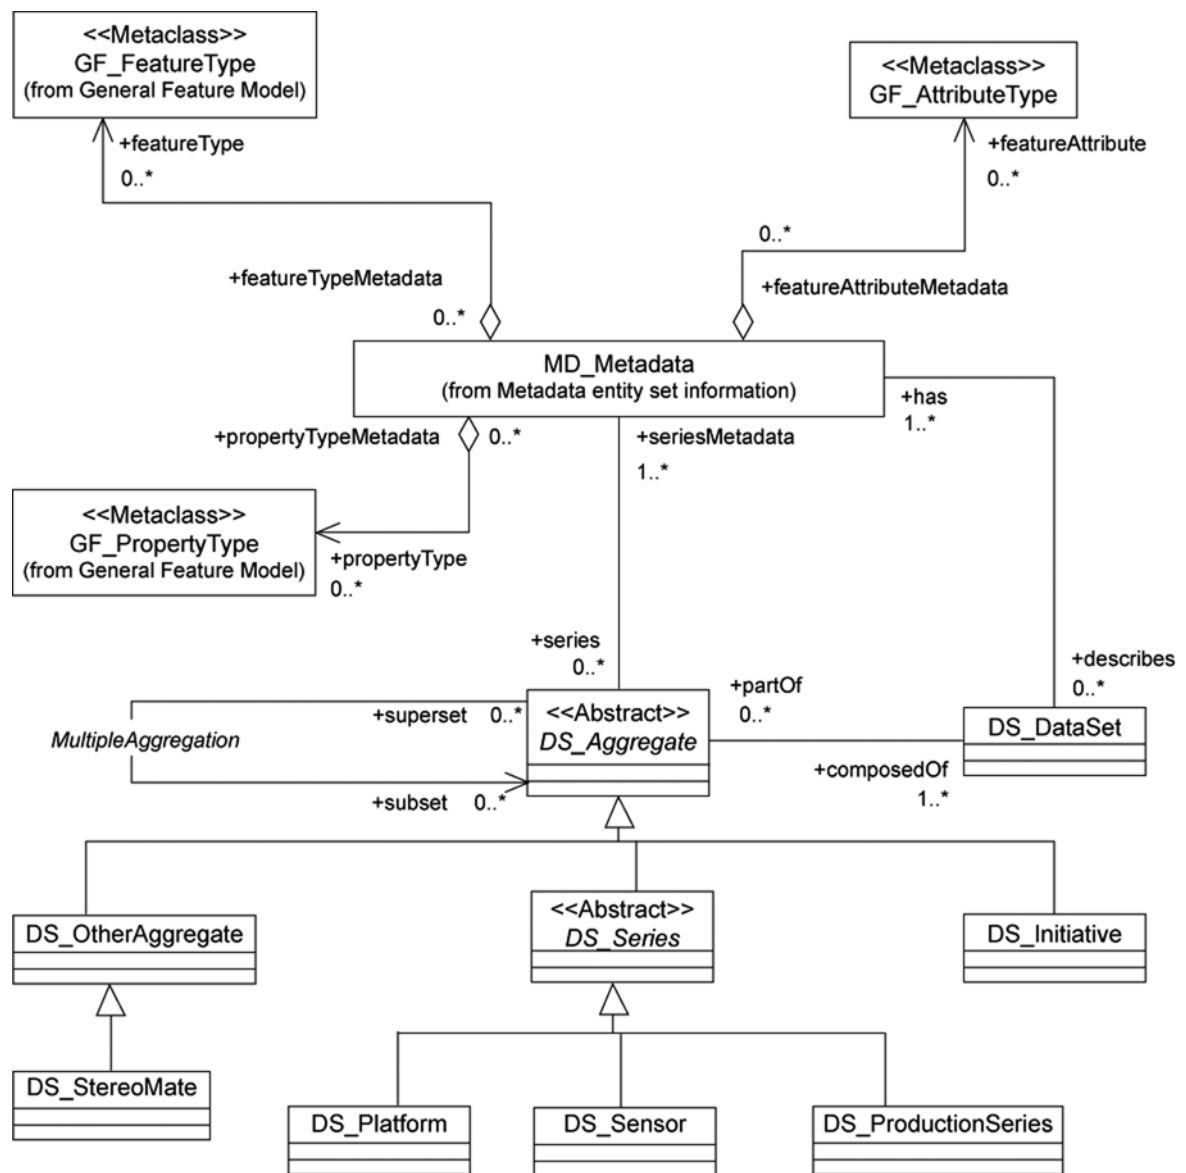 <<Metaclass>>
GF_FeatureType
(from General Feature Model)
<<Metaclass>>
GF_AttributeType
+featureType
0..*
+featureAttribute
0..*
0..*
+featureTypeMetadata
+featureAttributeMetadata
0..*
MD_Metadata
(from Metadata entity set information)
+has
1..*
+propertyTypeMetadata
0..*
+seriesMetadata
1..*
<<Metaclass>>
GF_PropertyType
(from General Feature Model)
+propertyType
0..*
+series
0..*
+describes
0..*
+partOf
0..*
+superset
0..*
<<Abstract>>
DS_Aggregate
DS_DataSet
MultipleAggregation
+composedOf
1..*
+subset
0..*
DS_OtherAggregate
<<Abstract>>
DS_Series
DS_Initiative
DS_StereoMate
DS_Platform
DS_Sensor
DS_ProductionSeries